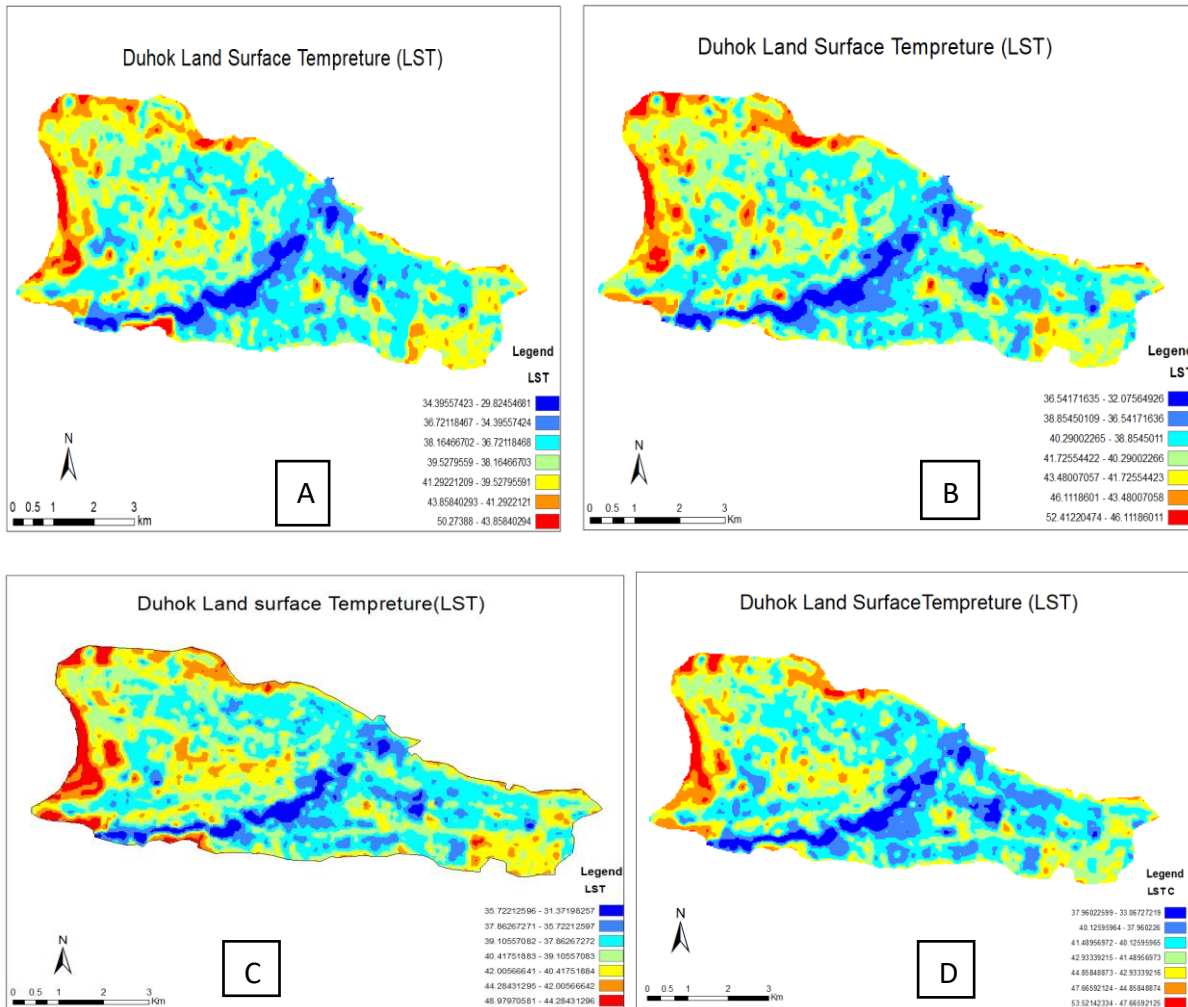 Duhok Land Surface Tempreture (LST)
Legend
LST
34.39557423 - 29.82454681
36.72118467 - 34.39557424
38.16466702 - 36.72118468
39.5279559 - 38.16466703
41.29221209 - 39.52795591
43.85840293 - 41.2922121
50.27388 - 43.85840294
N
A
0 0.5 1 2 3
km
Duhok Land Surface Tempreture (LST)
Legend
LST
36.54171635 - 32.07564926
38.85450109 - 36.54171636
40.29002265 - 38.8545011
41.72554422 - 40.29002266
43.48007057 - 41.72554423
46.1118601 - 43.48007058
52.41220474 - 46.11186011
N
B
0 0.5 1 2 3
Km
Duhok Land surface Tempreture(LST)
Legend
LST
35.72212596 - 31.37198257
37.86267271 - 35.72212597
39.10557082 - 37.86267272
40.41751883 - 39.10557083
42.00566641 - 40.41751884
44.28431295 - 42.00566642
48.97970581 - 44.28431296
N
C
0 0.5 1 2 3
Km
Duhok Land SurfaceTempreture (LST)
Legend
LST C
37.96022599 - 33.06727219
40.12595964 - 37.960226
41.48956972 - 40.12595965
42.93339215 - 41.48956973
44.85848873 - 42.93339216
47.66592124 - 44.85848874
53.52142334 - 47.66592125
N
D
0 0.5 1 2 3
Km